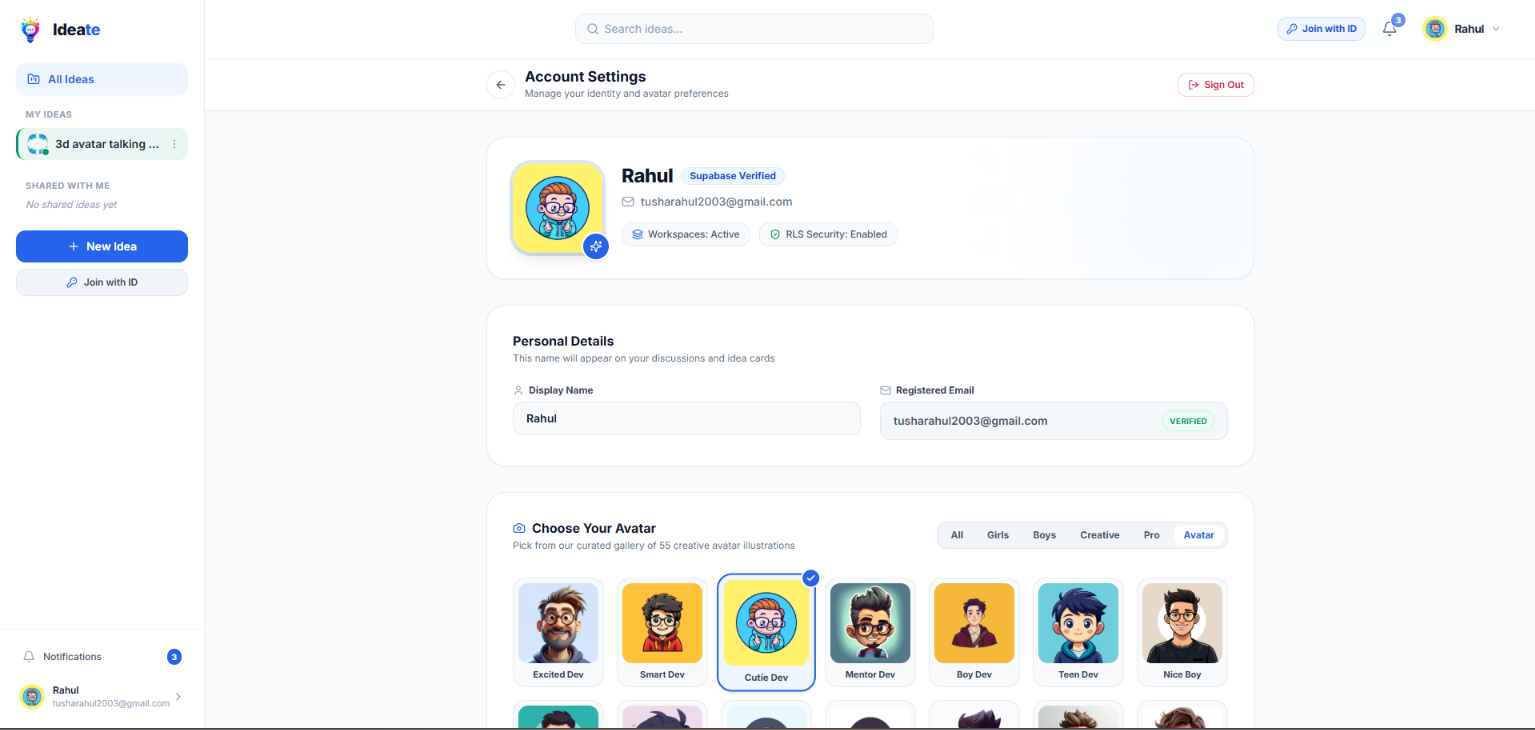 Ideate
Search ideas...
Join with ID
3
Rahul
All Ideas
MY IDEAS
3d avatar talking ...
SHARED WITH ME
No shared ideas yet
New Idea
Join with ID
Notifications
3
Rahul
tusharahul2003@gmail.com
Account Settings
Manage your identity and avatar preferences
Sign Out
Rahul
Supabase Verified
tusharahul2003@gmail.com
Workspaces: Active
RLS Security: Enabled
Personal Details
This name will appear on your discussions and idea cards
Display Name
Rahul
Registered Email
tusharahul2003@gmail.com
VERIFIED
Choose Your Avatar
Pick from our curated gallery of 55 creative avatar illustrations
All
Girls
Boys
Creative
Pro
Avatar
Excited Dev
Smart Dev
Cutie Dev
Mentor Dev
Boy Dev
Teen Dev
Nice Boy